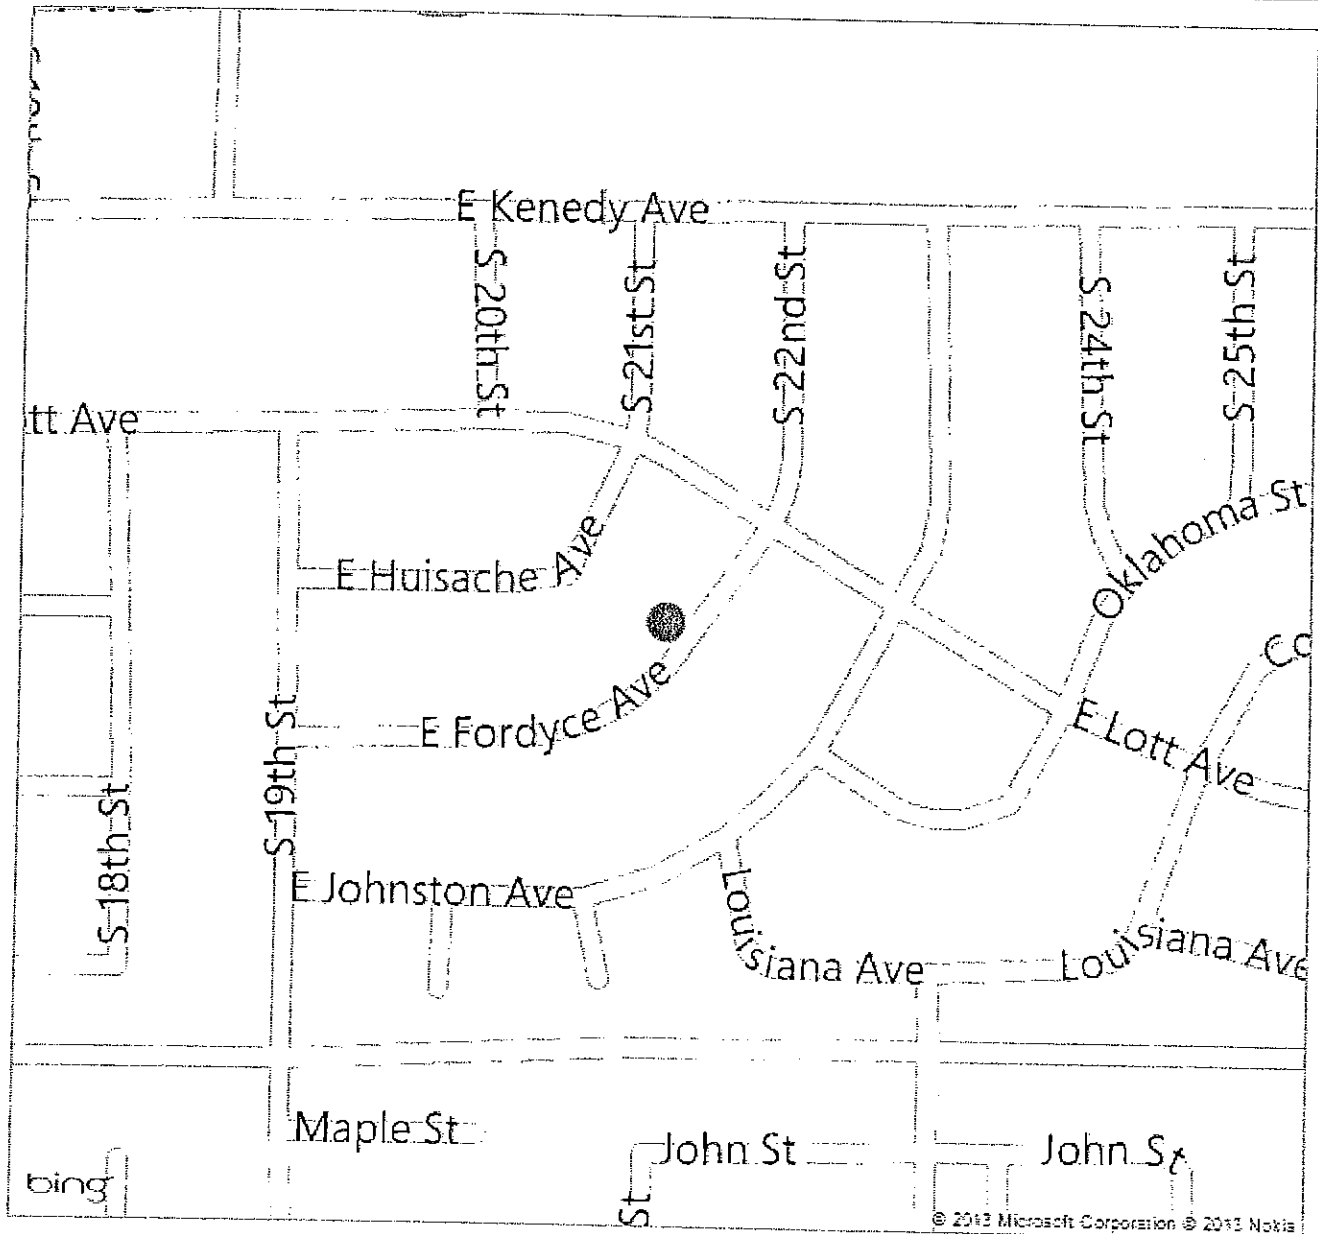 E Kenedy Ave
S 20th St
S 21st St
S 22nd St
S 24th St
S 25th St
tt Ave
Oklahoma St
E Huisache Ave
Co
E Fordyce Ave
S 19th St
E Lott Ave
S 18th St
E Johnston Ave
Louisiana Ave
Louisiana Ave
Maple St
John St
John St
St
bing
© 2013 Microsoft Corporation © 2013 Nokia